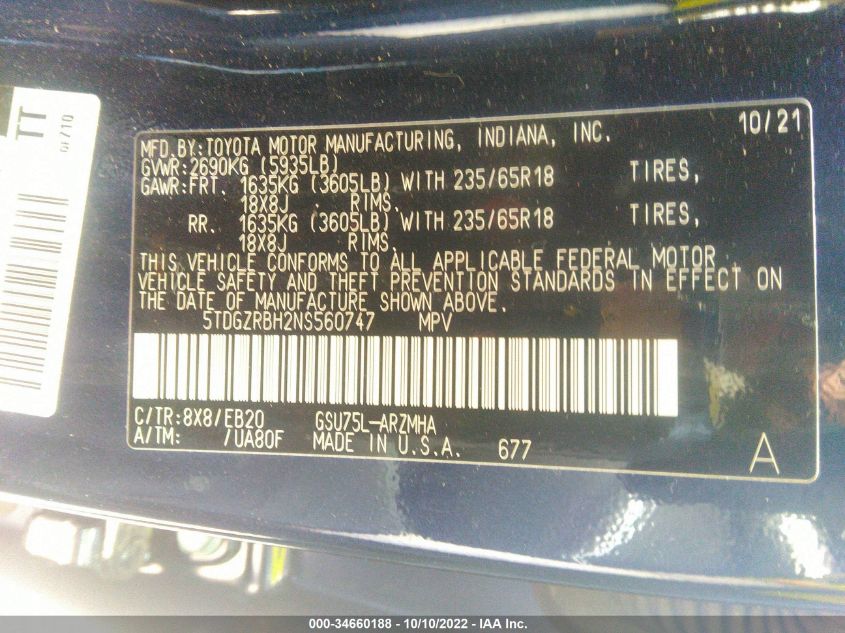 TT
OF710
10/21
MFD.BY:TOYOTA MOTOR MANUFACTURING, INDIANA, INC.
GVWR:2690KG (5935LB)
GAWR:FRT. 1635KG (3605LB) WITH 235/65R18 TIRES,
18X8J RIMS.
RR. 1635KG (3605LB) WITH 235/65R18 TIRES,
18X8J RIMS.
THIS VEHICLE CONFORMS TO ALL APPLICABLE FEDERAL MOTOR
VEHICLE SAFETY AND THEFT PREVENTION STANDARDS IN EFFECT ON
THE DATE OF MANUFACTURE SHOWN ABOVE.
5TDGZRBH2NS560747 MPV
C/TR:8X8/EB20 GSU75L-ARZMHA
A/TM: /UA80F MADE IN U.S.A. 677
A
000-34660188 - 10/10/2022 - IAA Inc.